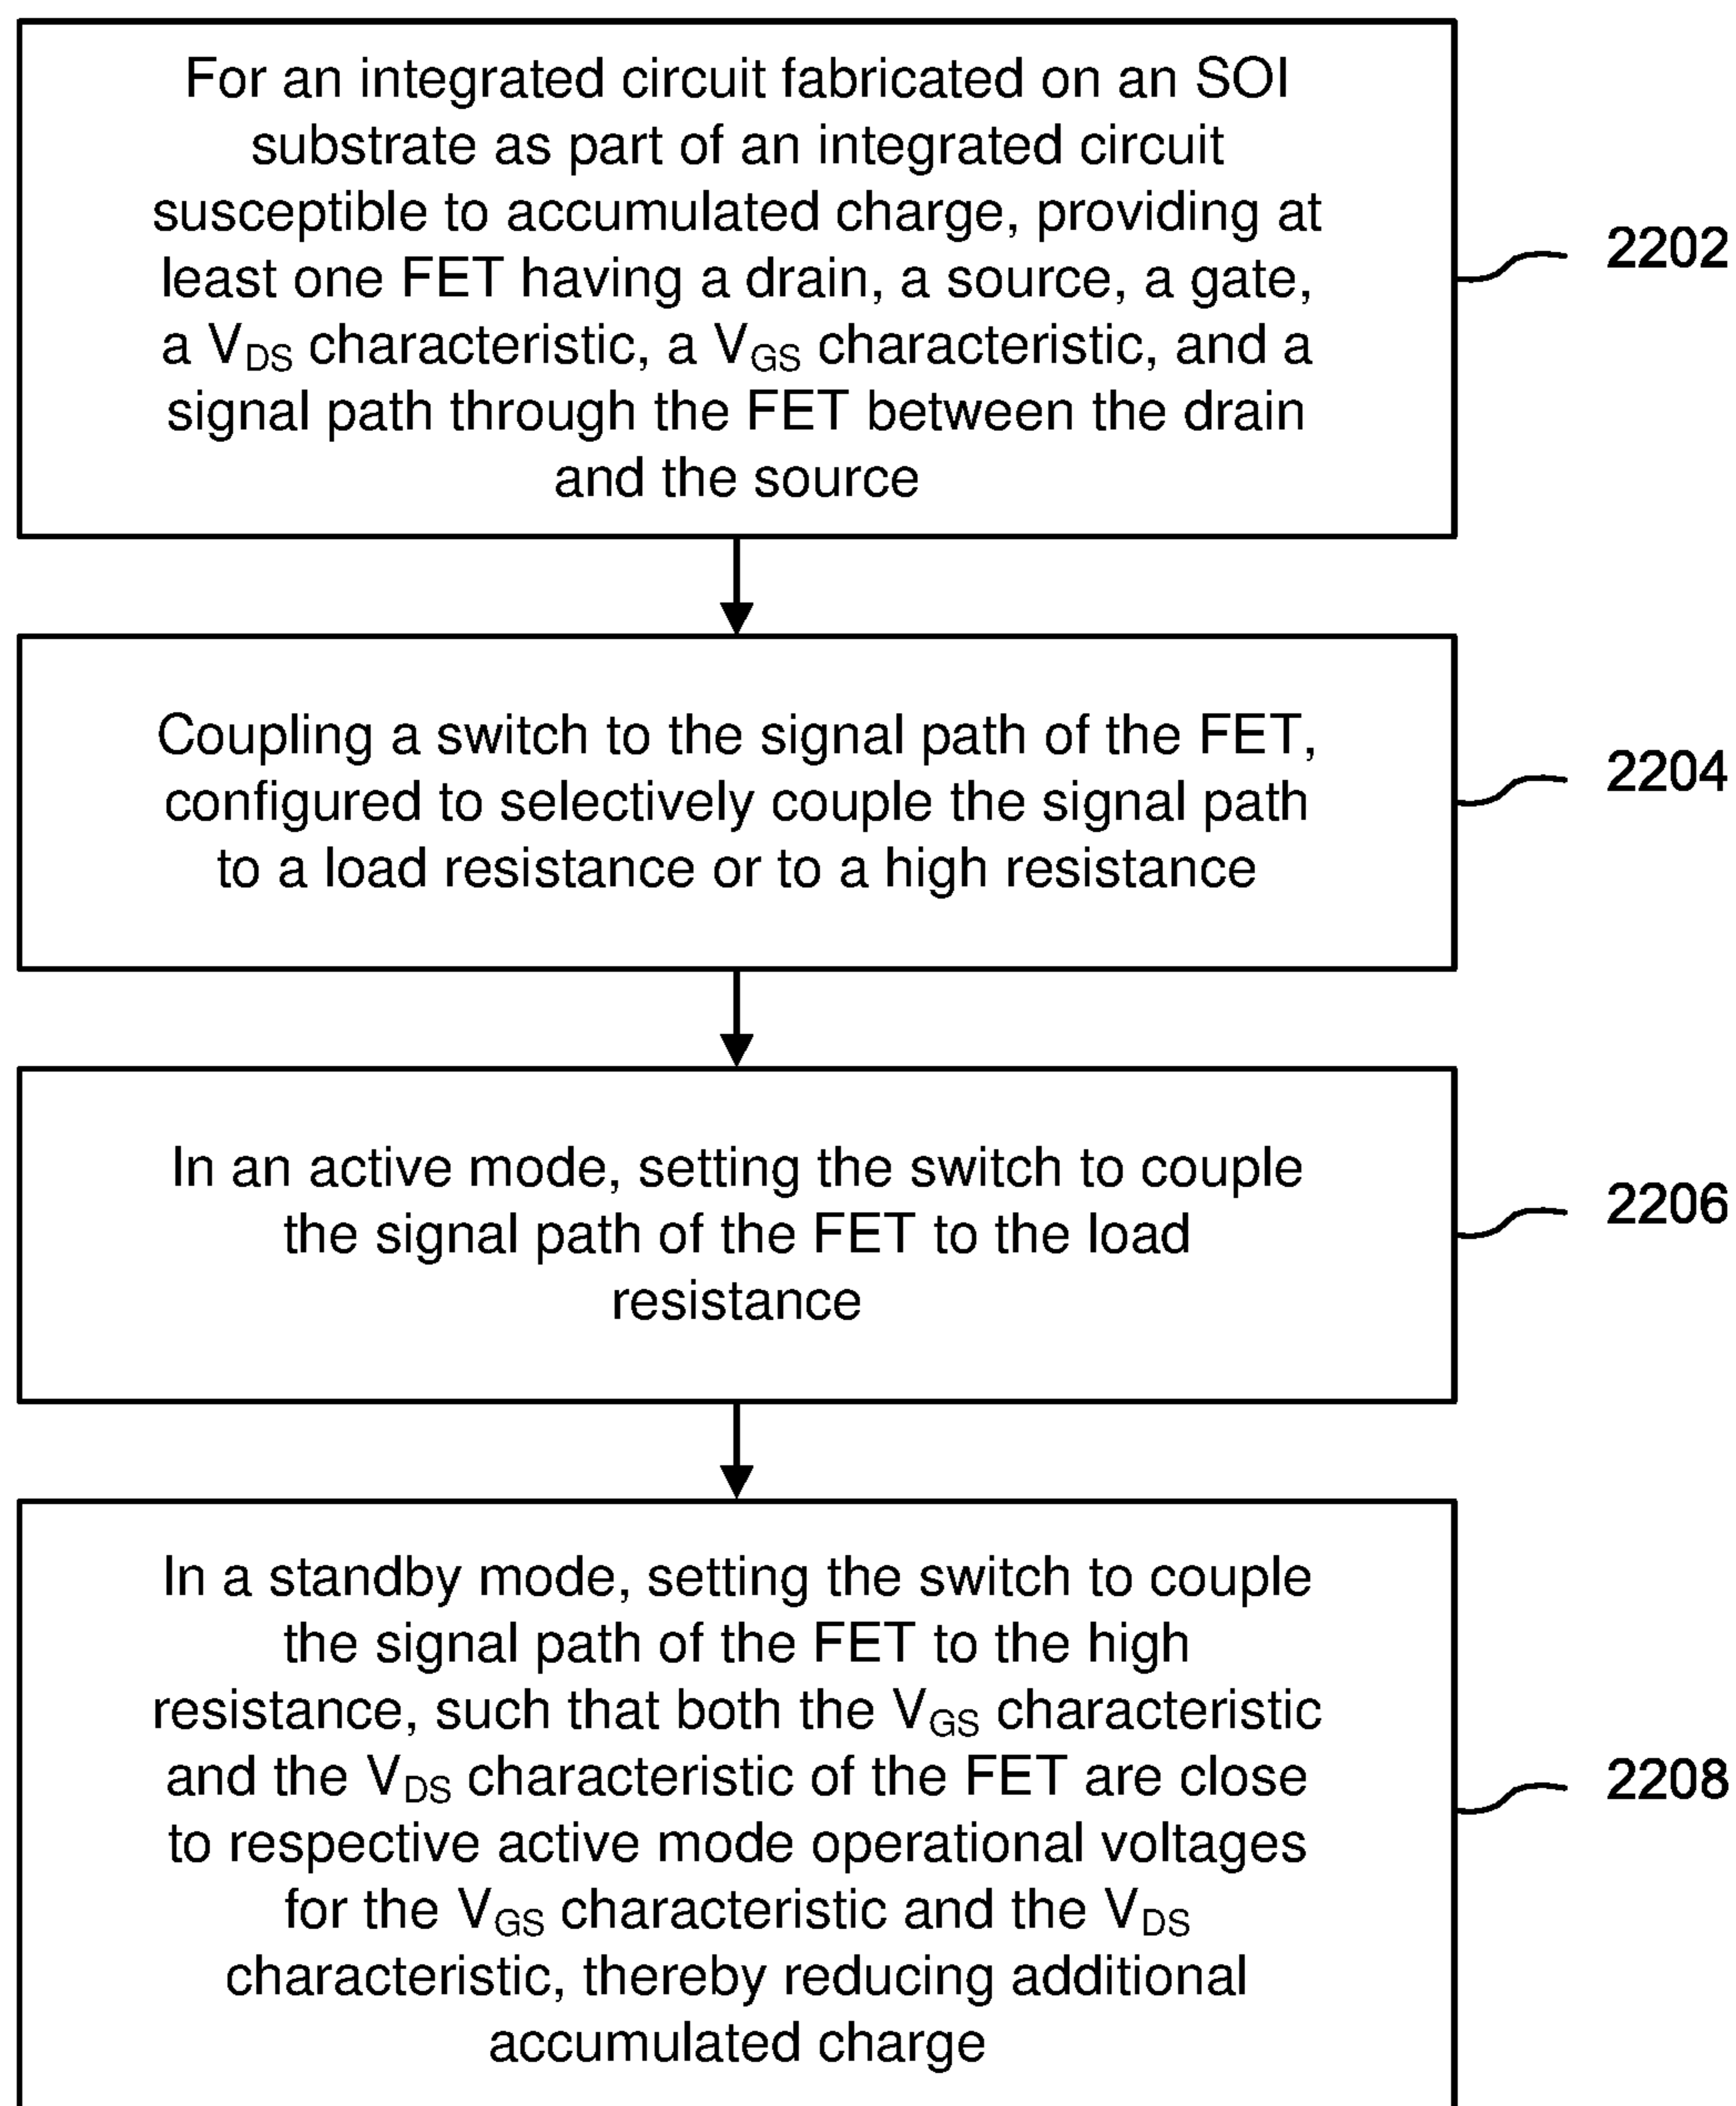 For an integrated circuit fabricated on an SOI
substrate as part of an integrated circuit
susceptible to accumulated charge, providing at
least one FET having a drain, a source, a gate,
a VDS characteristic, a VGS characteristic, and a
signal path through the FET between the drain
and the source
2202
Coupling a switch to the signal path of the FET,
configured to selectively couple the signal path
to a load resistance or to a high resistance
2204
In an active mode, setting the switch to couple
the signal path of the FET to the load
resistance
2206
In a standby mode, setting the switch to couple
the signal path of the FET to the high
resistance, such that both the VGS characteristic
and the VDS characteristic of the FET are close
to respective active mode operational voltages
for the VGS characteristic and the VDS
characteristic, thereby reducing additional
accumulated charge
2208